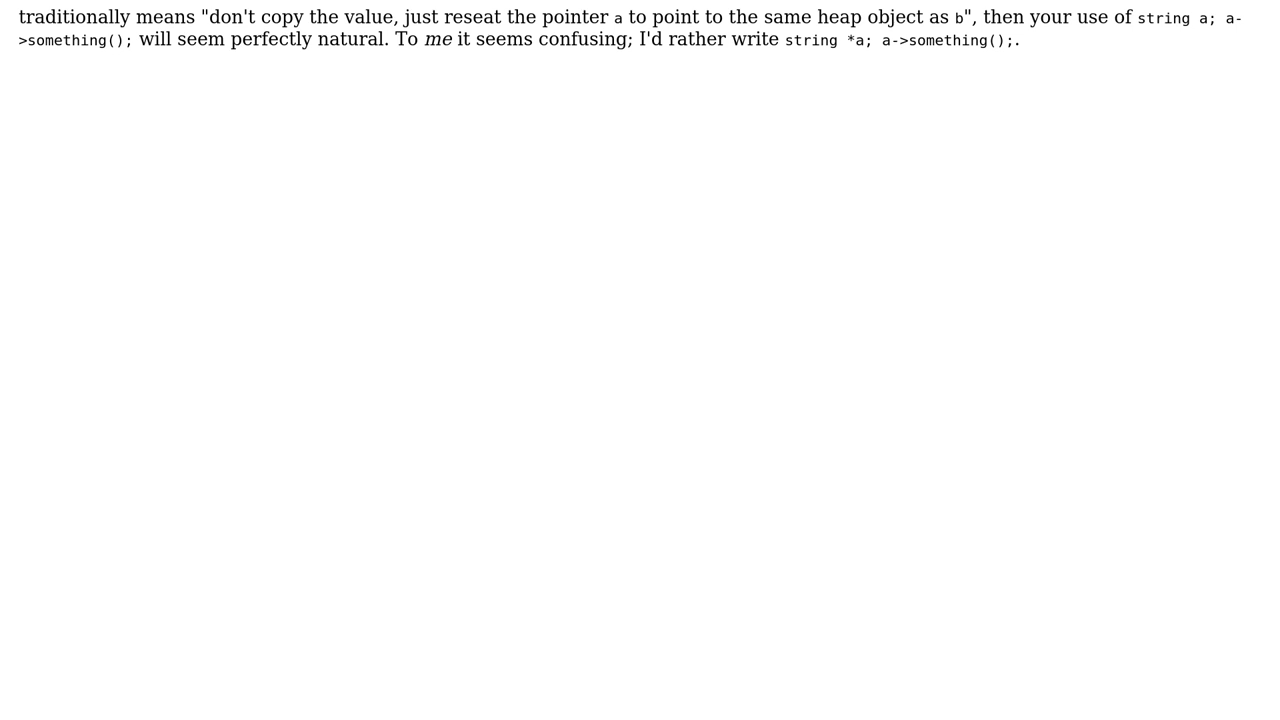 traditionally means "don't copy the value, just reseat the pointer a to point to the same heap object as b", then your use of string a; a-
>something(); will seem perfectly natural. To me it seems confusing; I'd rather write string *a; a->something();.